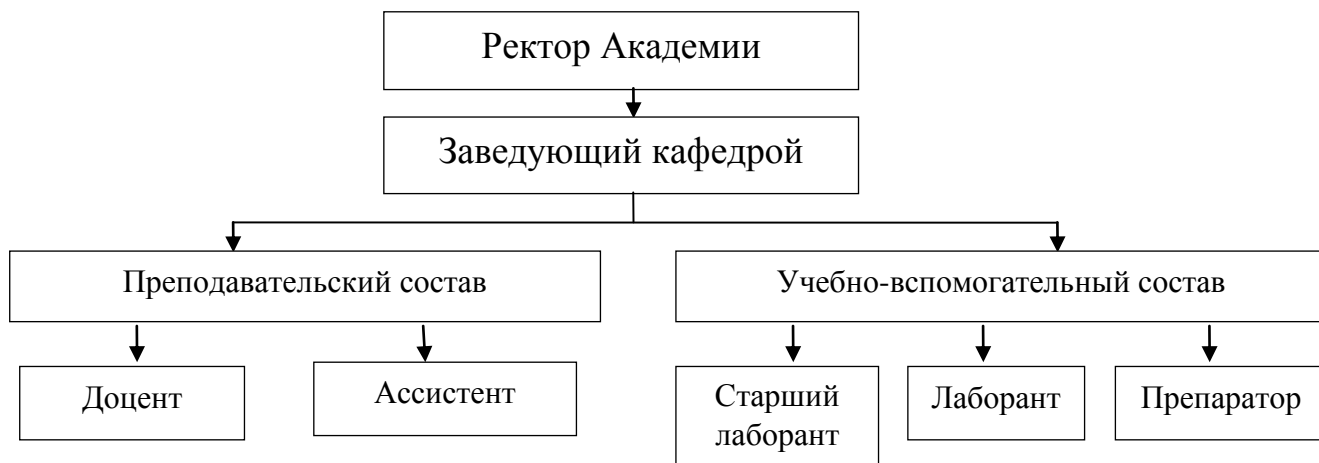 Ректор Академии
Заведующий кафедрой
Преподавательский состав
Учебно-вспомогательный состав
Доцент
Ассистент
Старший
лаборант
Лаборант
Препаратор